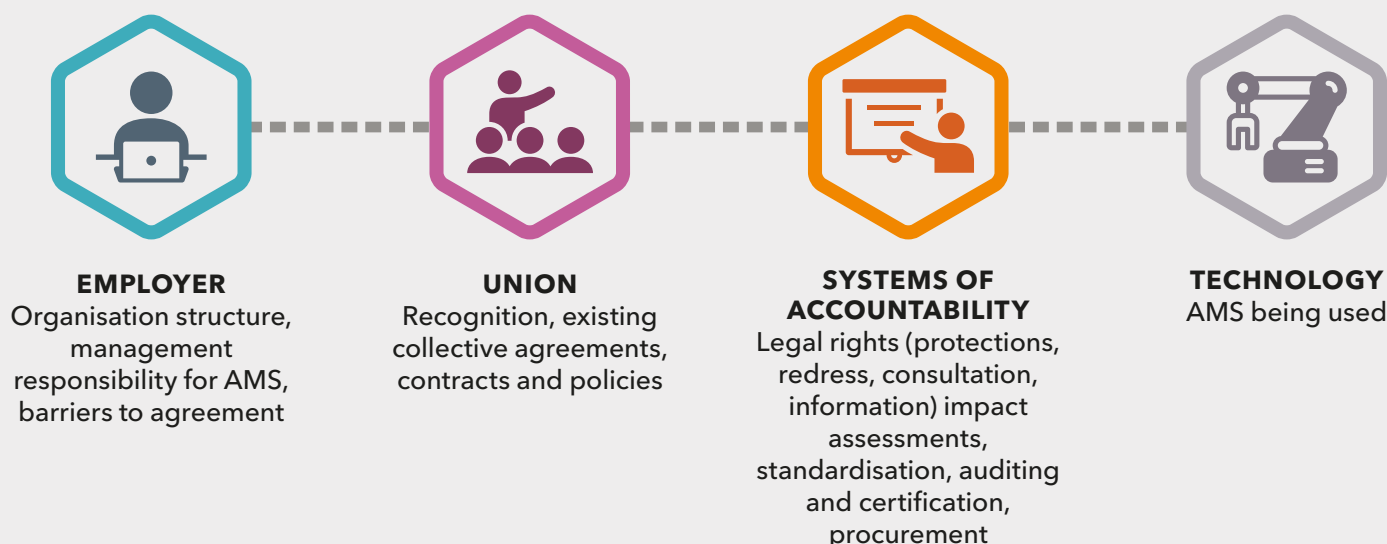 EMPLOYER
Organisation structure,
management
responsibility for AMS,
barriers to agreement
UNION
Recognition, existing
collective agreements,
contracts and policies
SYSTEMS OF
ACCOUNTABILITY
Legal rights (protections,
redress, consultation,
information) impact
assessments,
standardisation, auditing
and certification,
procurement
TECHNOLOGY
AMS being used